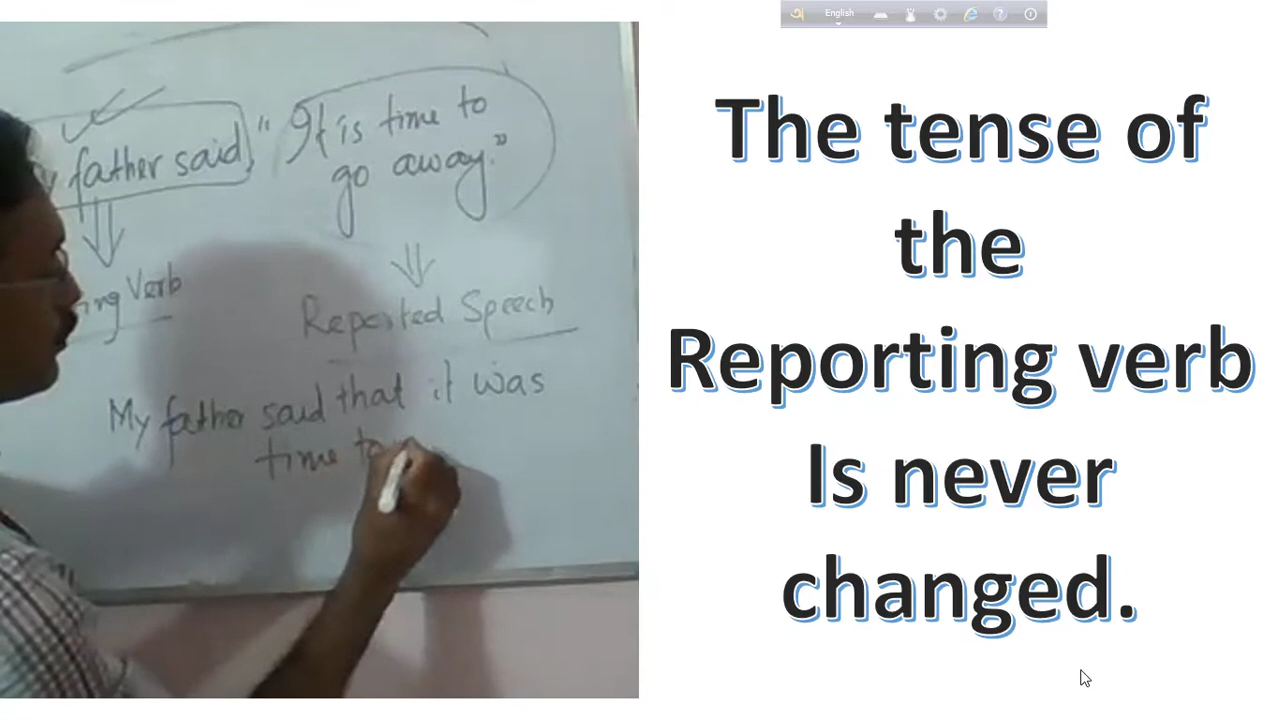 অ English
father said, "It is time to
go away."
Verb
Reported Speech
My father said that it was
time to
The tense of
the
Reporting verb
Is never
changed.